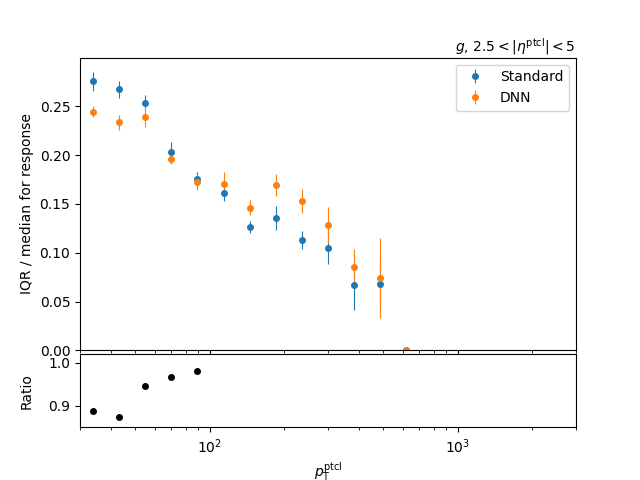 g, 2.5 < |η^ptcl| < 5
Standard
DNN
IQR / median for response
0.25
0.20
0.15
0.10
0.05
0.00
Ratio
1.0
0.9
10^2
10^3
p_T^ptcl